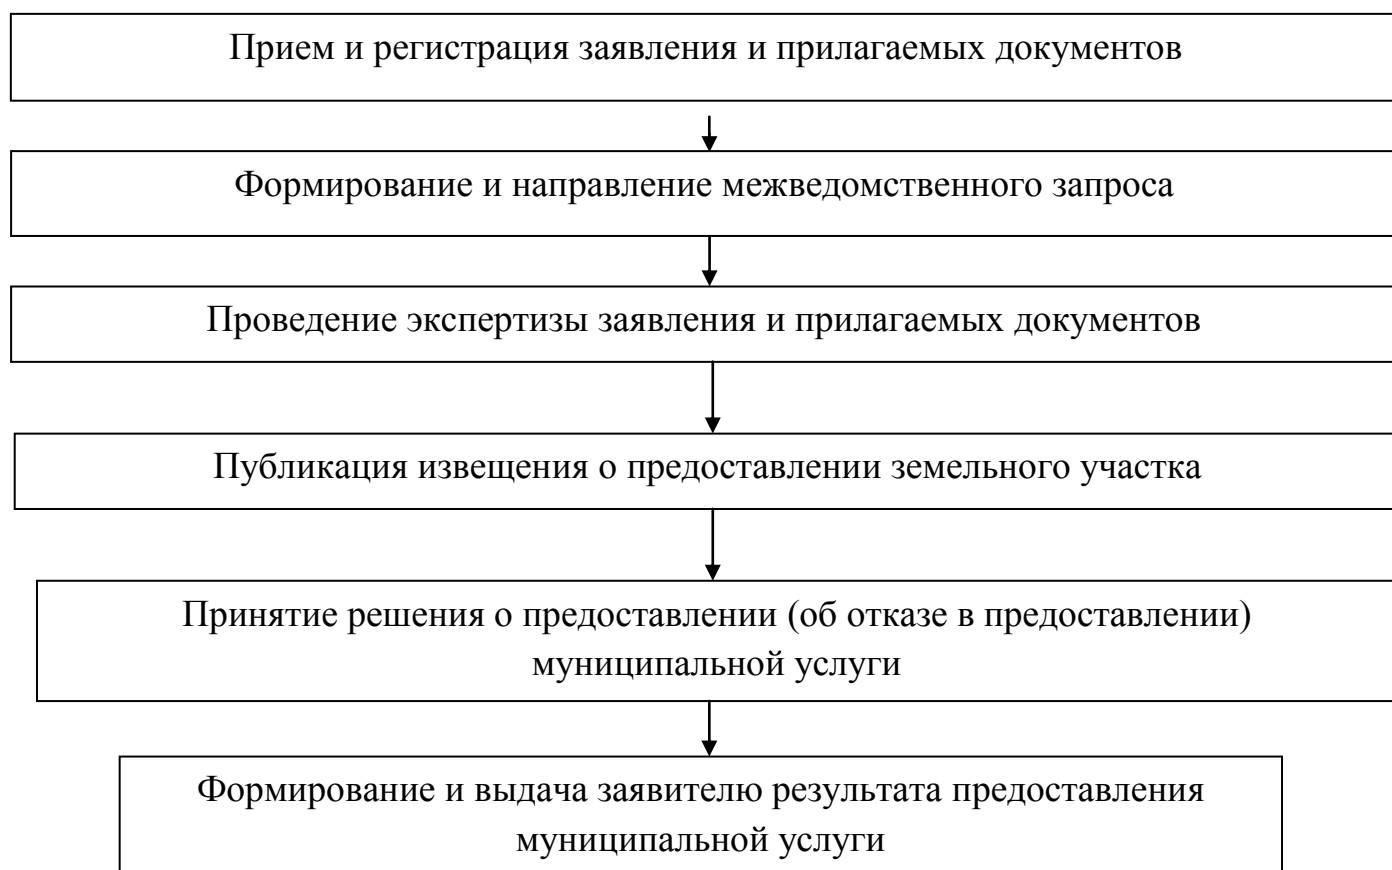 Прием и регистрация заявления и прилагаемых документов
Формирование и направление межведомственного запроса
Проведение экспертизы заявления и прилагаемых документов
Публикация извещения о предоставлении земельного участка
Принятие решения о предоставлении (об отказе в предоставлении)
муниципальной услуги
Формирование и выдача заявителю результата предоставления
муниципальной услуги